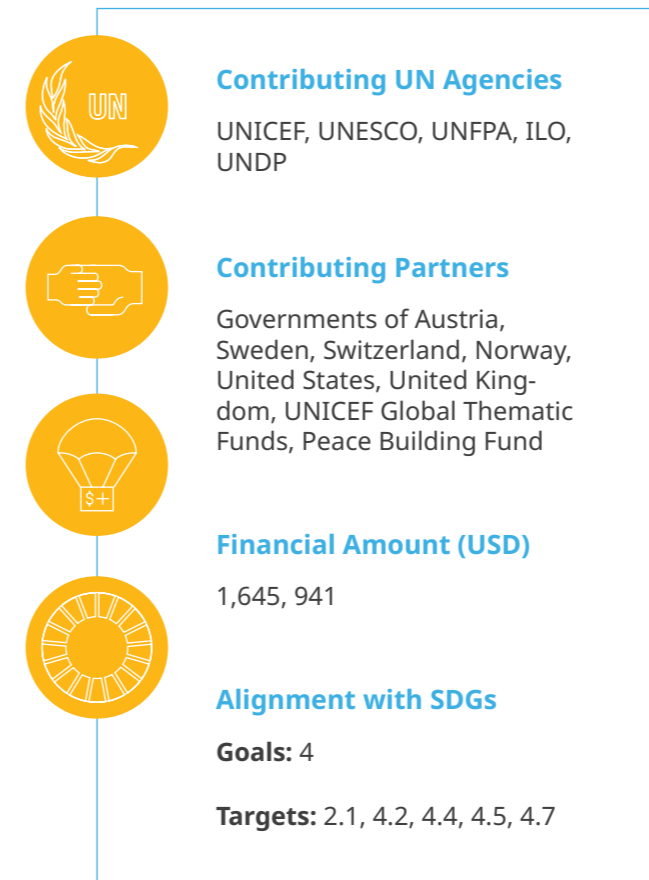 UN
Contributing UN Agencies
UNICEF, UNESCO, UNFPA, ILO,
UNDP
Contributing Partners
Governments of Austria,
Sweden, Switzerland, Norway,
United States, United King-
dom, UNICEF Global Thematic
Funds, Peace Building Fund
$+
Financial Amount (USD)
1,645, 941
Alignment with SDGs
Goals: 4
Targets: 2.1, 4.2, 4.4, 4.5, 4.7